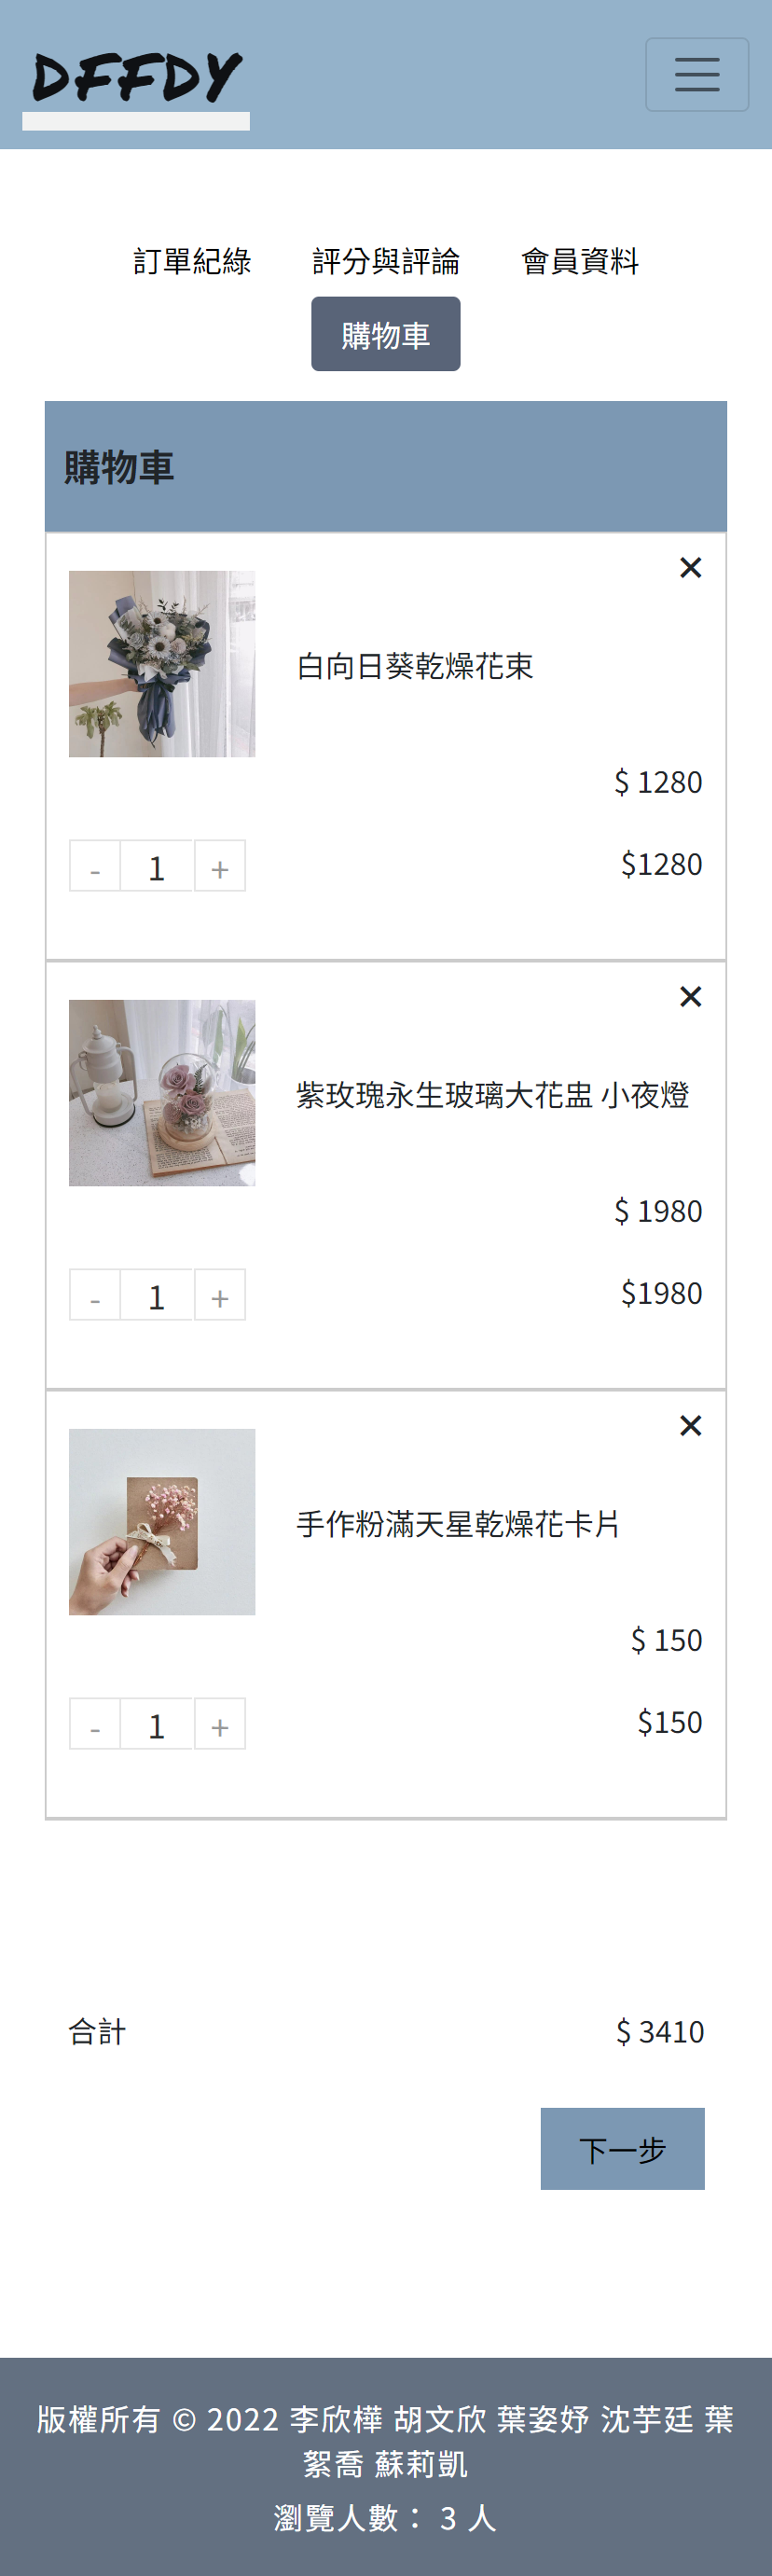 DFFDY
訂單紀綠 評分與評論 會員資料
購物車
購物車
✕
白向日葵乾燥花束
$ 1280
- 1 + $1280
✕
紫玫瑰永生玻璃大花盅 小夜燈
$ 1980
- 1 + $1980
✕
手作粉滿天星乾燥花卡片
$ 150
- 1 + $150
合計 $ 3410
下一步
版權所有 © 2022 李欣樺 胡文欣 葉姿妤 沈芊廷 葉
絮喬 蘇莉凱
瀏覽人數： 3 人